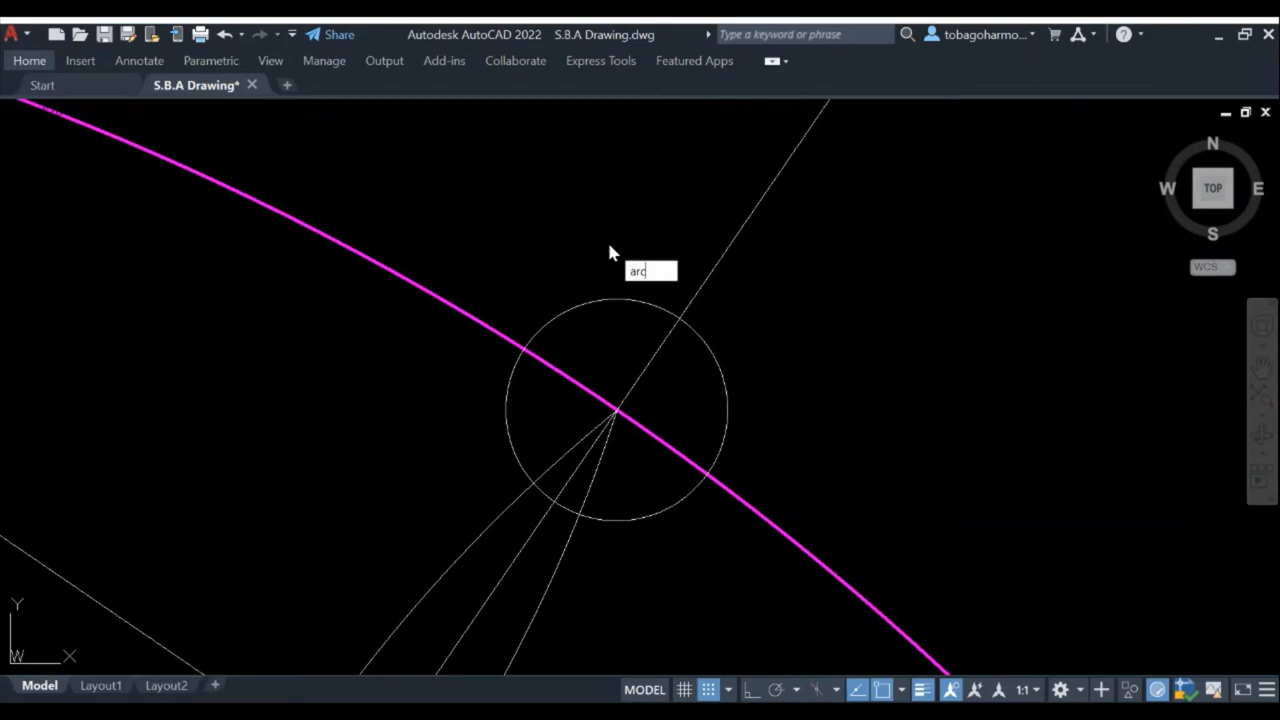 Share
Autodesk AutoCAD 2022 S.B.A Drawing.dwg
Type a keyword or phrase
tobagoharmo...
Home Insert Annotate Parametric View Manage Output Add-ins Collaborate Express Tools Featured Apps
Start S.B.A Drawing*
N
W TOP E
S
WCS
arc
Y
W X
Model Layout1 Layout2
MODEL 1:1